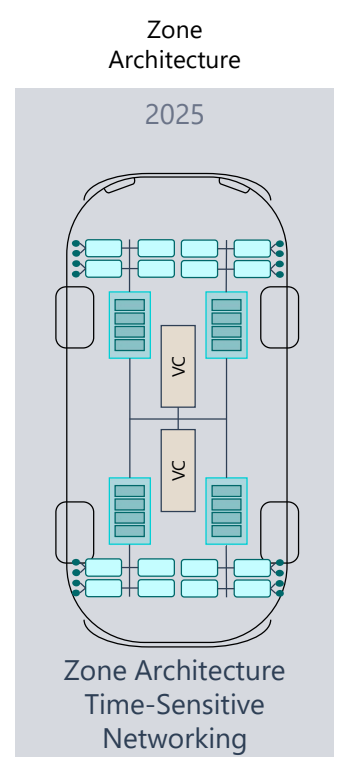 Zone
Architecture
2025
VC
VC
Zone Architecture
Time-Sensitive
Networking